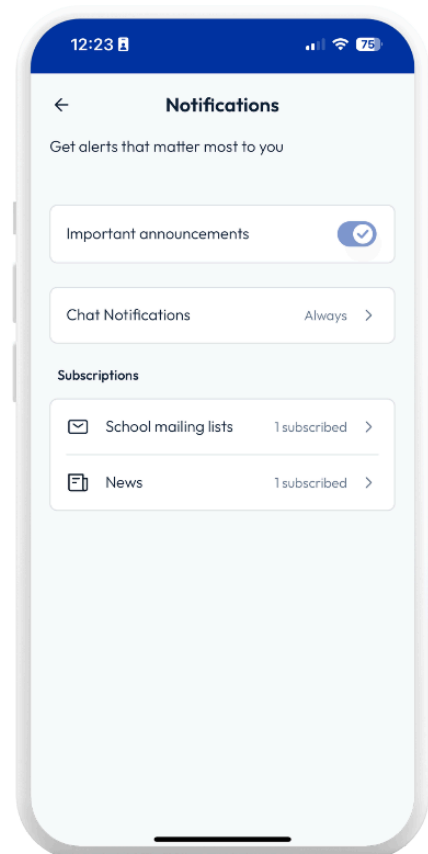 12:23
75
Notifications
Get alerts that matter most to you
Important announcements
Chat Notifications Always
Subscriptions
School mailing lists 1 subscribed
News 1 subscribed